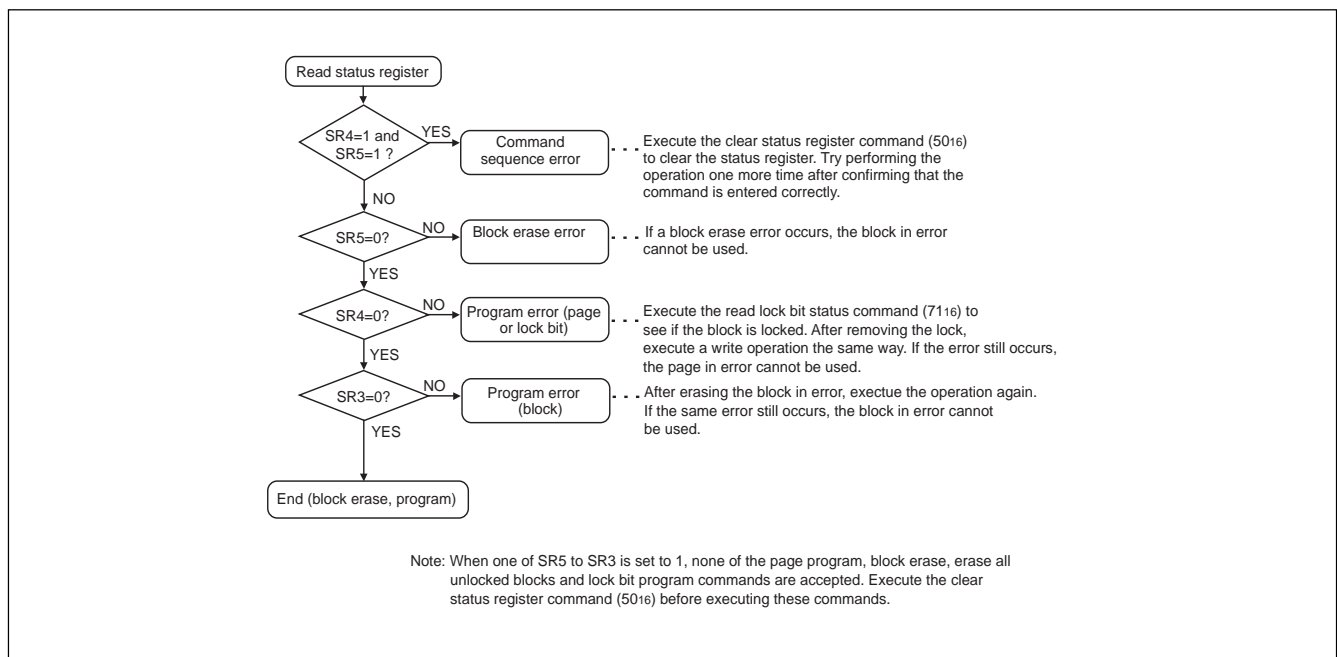 Read status register
SR4=1 and
SR5=1 ?
YES
Command
sequence error
Execute the clear status register command (5016)
to clear the status register. Try performing the
operation one more time after confirming that the
command is entered correctly.
NO
SR5=0?
NO
Block erase error
If a block erase error occurs, the block in error
cannot be used.
YES
SR4=0?
NO
Program error (page
or lock bit)
Execute the read lock bit status command (7116) to
see if the block is locked. After removing the lock,
execute a write operation the same way. If the error still occurs,
the page in error cannot be used.
YES
SR3=0?
NO
Program error
(block)
After erasing the block in error, exectue the operation again.
If the same error still occurs, the block in error cannot
be used.
YES
End (block erase, program)
Note: When one of SR5 to SR3 is set to 1, none of the page program, block erase, erase all
unlocked blocks and lock bit program commands are accepted. Execute the clear
status register command (5016) before executing these commands.